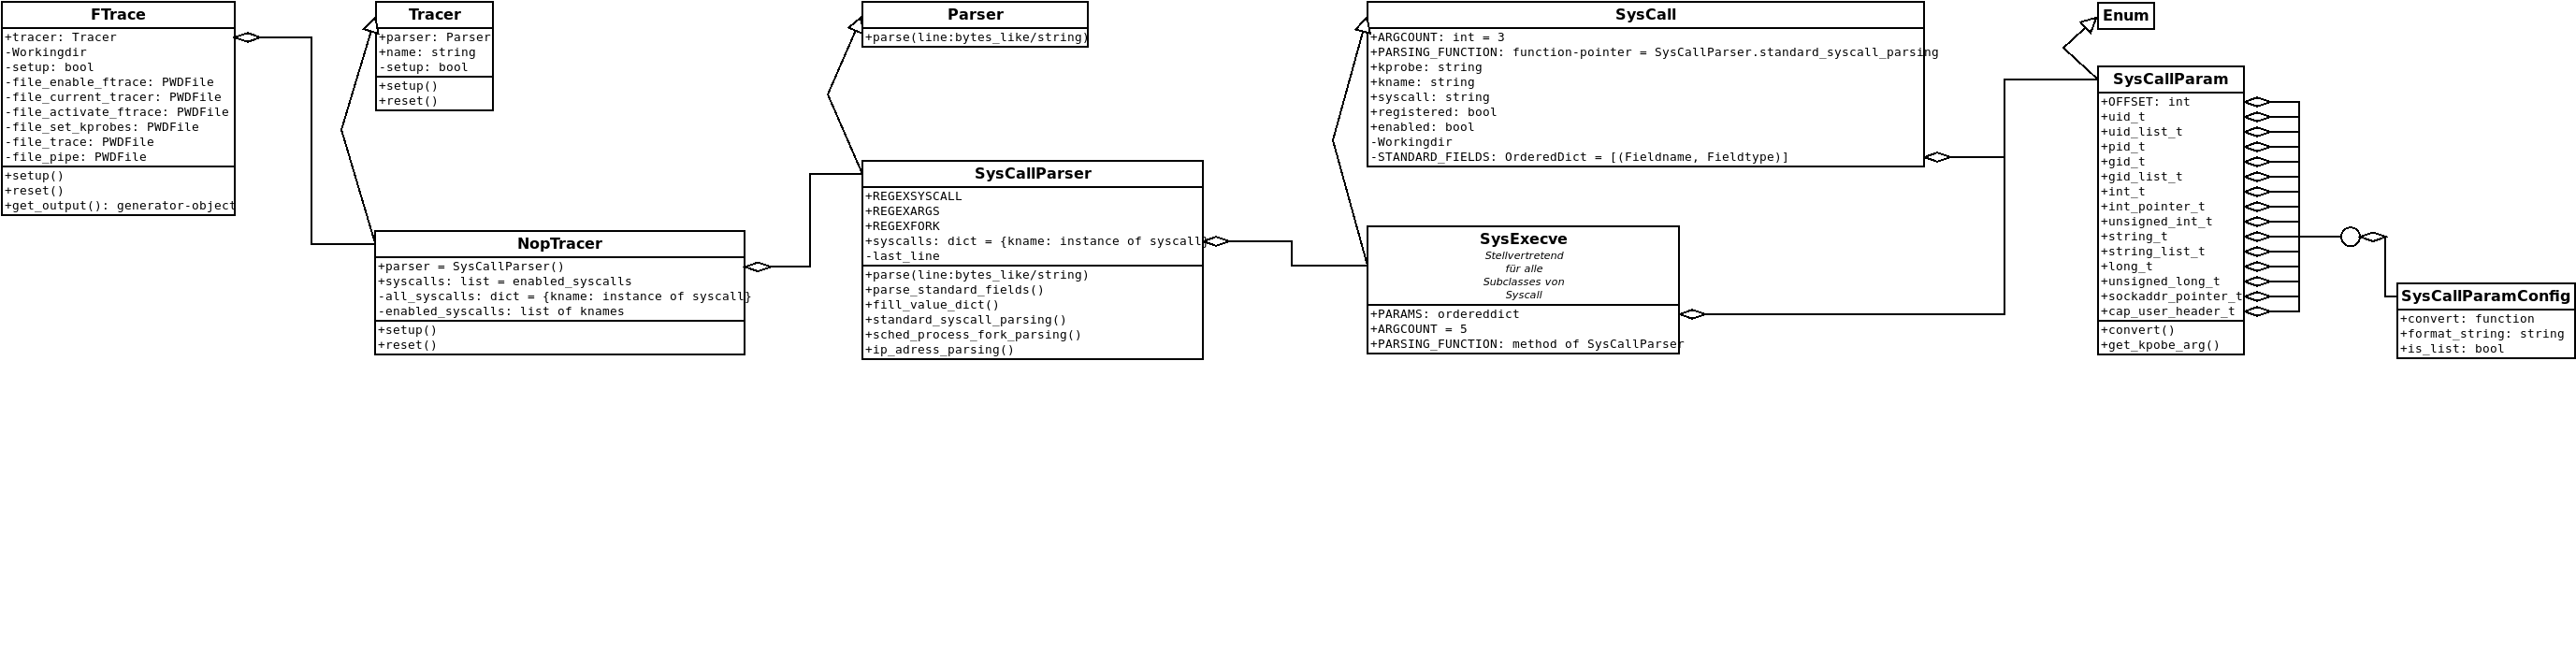 FTrace
+tracer: Tracer
-Workingdir
-setup: bool
-file_enable_ftrace: PWDFile
-file_current_tracer: PWDFile
-file_activate_ftrace: PWDFile
-file_set_kprobes: PWDFile
-file_trace: PWDFile
-file_pipe: PWDFile
+setup()
+reset()
+get_output(): generator-object
Tracer
+parser: Parser
+name: string
-setup: bool
+setup()
+reset()
NopTracer
+parser = SysCallParser()
+syscalls: list = enabled_syscalls
-all_syscalls: dict = {kname: instance of syscall}
-enabled_syscalls: list of knames
+setup()
+reset()
Parser
+parse(line:bytes_like/string)
SysCallParser
+REGEXSYSCALL
+REGEXARGS
+REGEXFORK
+syscalls: dict = {kname: instance of syscall}
-last_line
+parse(line:bytes_like/string)
+parse_standard_fields()
+fill_value_dict()
+standard_syscall_parsing()
+sched_process_fork_parsing()
+ip_adress_parsing()
SysCall
+ARGCOUNT: int = 3
+PARSING_FUNCTION: function-pointer = SysCallParser.standard_syscall_parsing
+kprobe: string
+kname: string
+syscall: string
+registered: bool
+enabled: bool
-Workingdir
-STANDARD_FIELDS: OrderedDict = [(Fieldname, Fieldtype)]
SysExecve
Stellvertretend
für alle
Subclasses von
Syscall
+PARAMS: ordereddict
+ARGCOUNT = 5
+PARSING_FUNCTION: method of SysCallParser
Enum
SysCallParam
+OFFSET: int
+uid_t
+uid_list_t
+pid_t
+gid_t
+gid_list_t
+int_t
+int_pointer_t
+unsigned_int_t
+string_t
+string_list_t
+long_t
+unsigned_long_t
+sockaddr_pointer_t
+cap_user_header_t
+convert()
+get_kpobe_arg()
SysCallParamConfig
+convert: function
+format_string: string
+is_list: bool